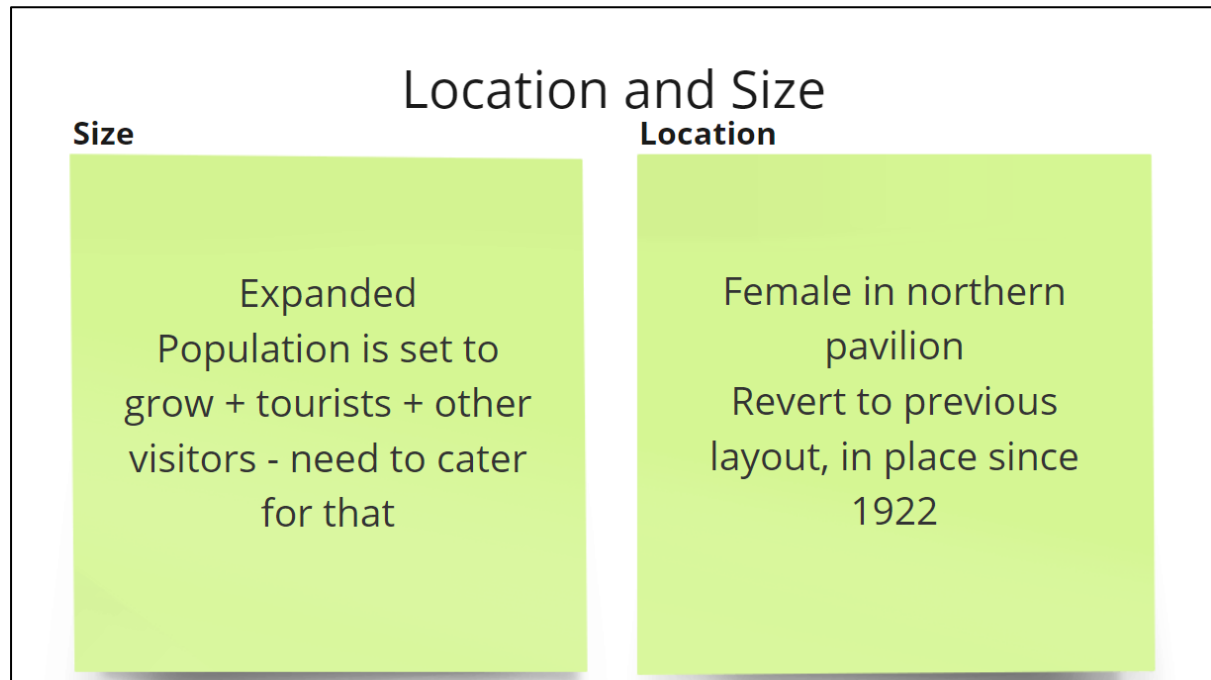 Location and Size
Size
Expanded
Population is set to
grow + tourists + other
visitors - need to cater
for that
Location
Female in northern
pavilion
Revert to previous
layout, in place since
1922